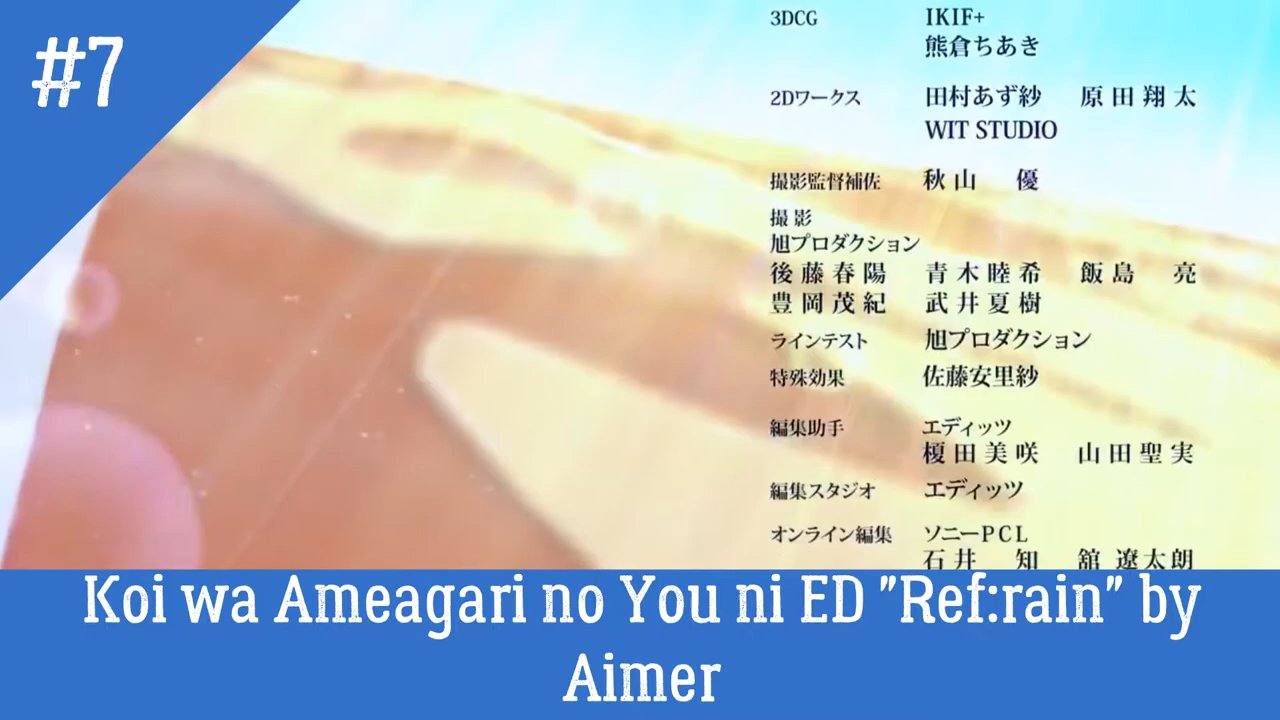 #7
3DCG IKIF+
熊倉ちあき
2Dワークス 田村あず紗 原田翔太
WIT STUDIO
撮影監督補佐 秋山 優
撮影
旭プロダクション
後藤春陽 青木睦希 飯島 亮
豊岡茂紀 武井夏樹
ラインテスト 旭プロダクション
特殊効果 佐藤安里紗
編集助手 エディッツ
榎田美咲 山田聖実
編集スタジオ エディッツ
オンライン編集 ソニーPCL
石井 知 舘 遼太朗
Koi wa Ameagari no You ni ED "Ref:rain" by
Aimer